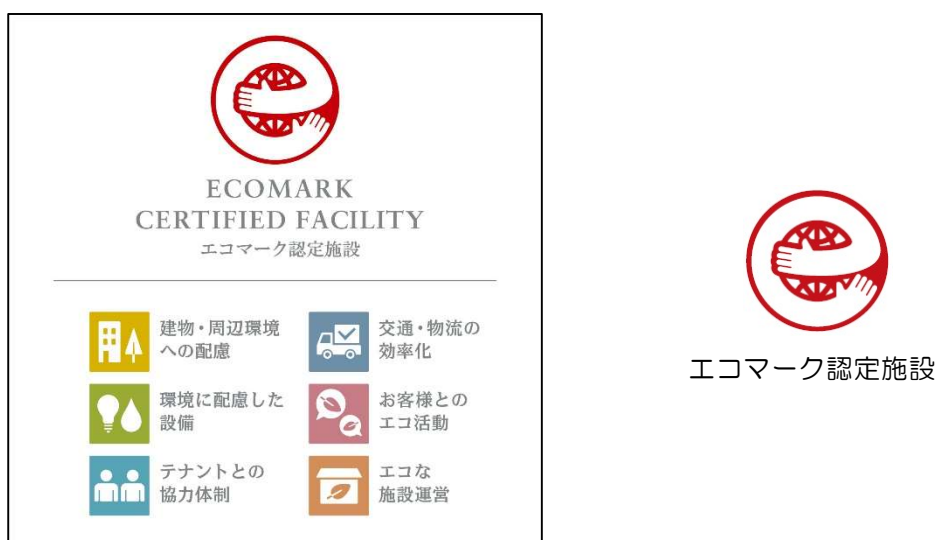 ECOMARK
CERTIFIED FACILITY
エコマーク認定施設
建物・周辺環境
への配慮
交通・物流の
効率化
環境に配慮した
設備
お客様との
エコ活動
テナントとの
協力体制
エコな
施設運営
エコマーク認定施設